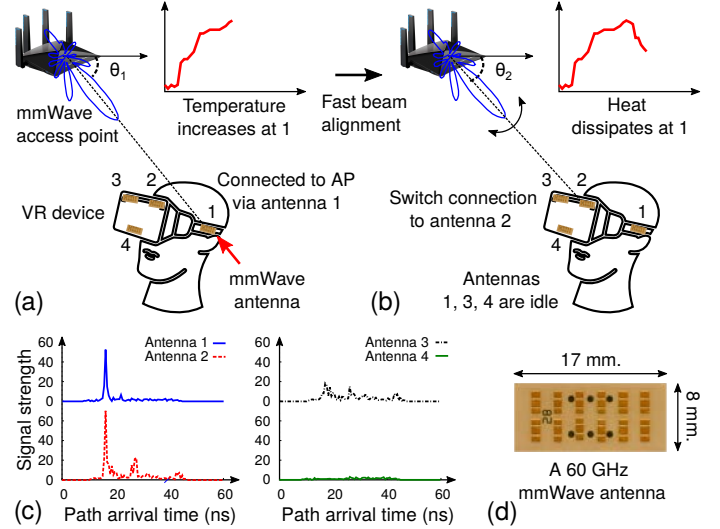 θ1
mmWave
access point
Temperature
increases at 1
Fast beam
alignment
θ2
Heat
dissipates at 1
3
2
VR device
4
1
Connected to AP
via antenna 1
mmWave
antenna
(a)
3
2
4
1
Switch connection
to antenna 2
Antennas
1, 3, 4 are idle
(b)
Signal strength
60
40
20
0
60
40
20
0
Antenna 1
Antenna 2
0
20
40
60
Path arrival time (ns)
(c)
60
40
20
0
60
40
20
0
Antenna 3
Antenna 4
0
20
40
60
Path arrival time (ns)
17 mm.
8 mm.
28
A 60 GHz
mmWave antenna
(d)